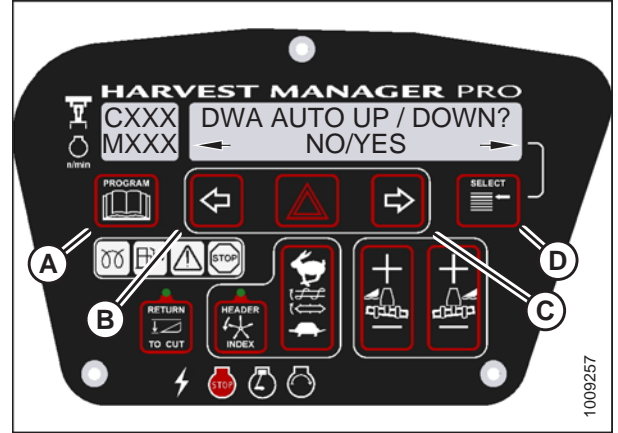 HARVEST MANAGER PRO
CXXX
MXXX
DWA AUTO UP / DOWN?
NO/YES
n/min
PROGRAM
SELECT
A
B
C
D
STOP
RETURN
TO CUT
HEADER
INDEX
STOP
1009257